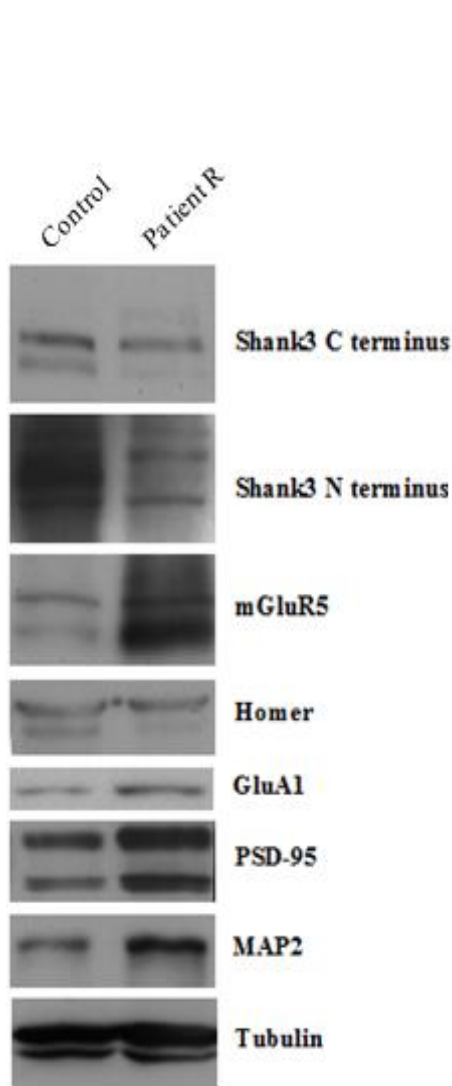 Control
Patient R
Shank3 C terminus
Shank3 N terminus
mGluR5
Homer
GluA1
PSD-95
MAP2
Tubulin